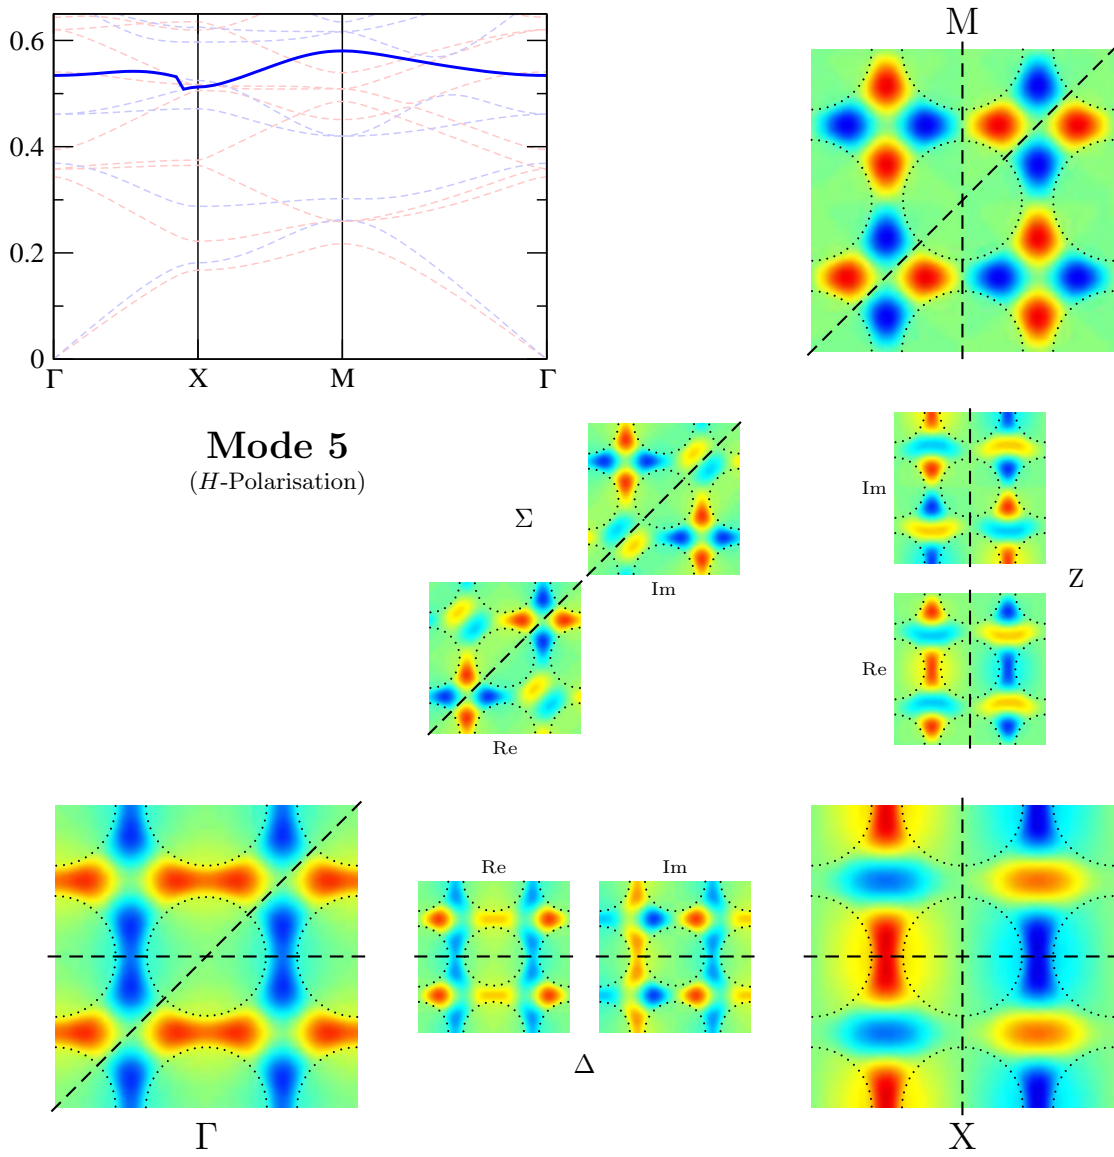 0.6
0.4
0.2
0
Γ
X
M
Γ
M
Mode 5
(H-Polarisation)
Σ
Im
Re
Im
Re
Z
Re
Im
Δ
Γ
X